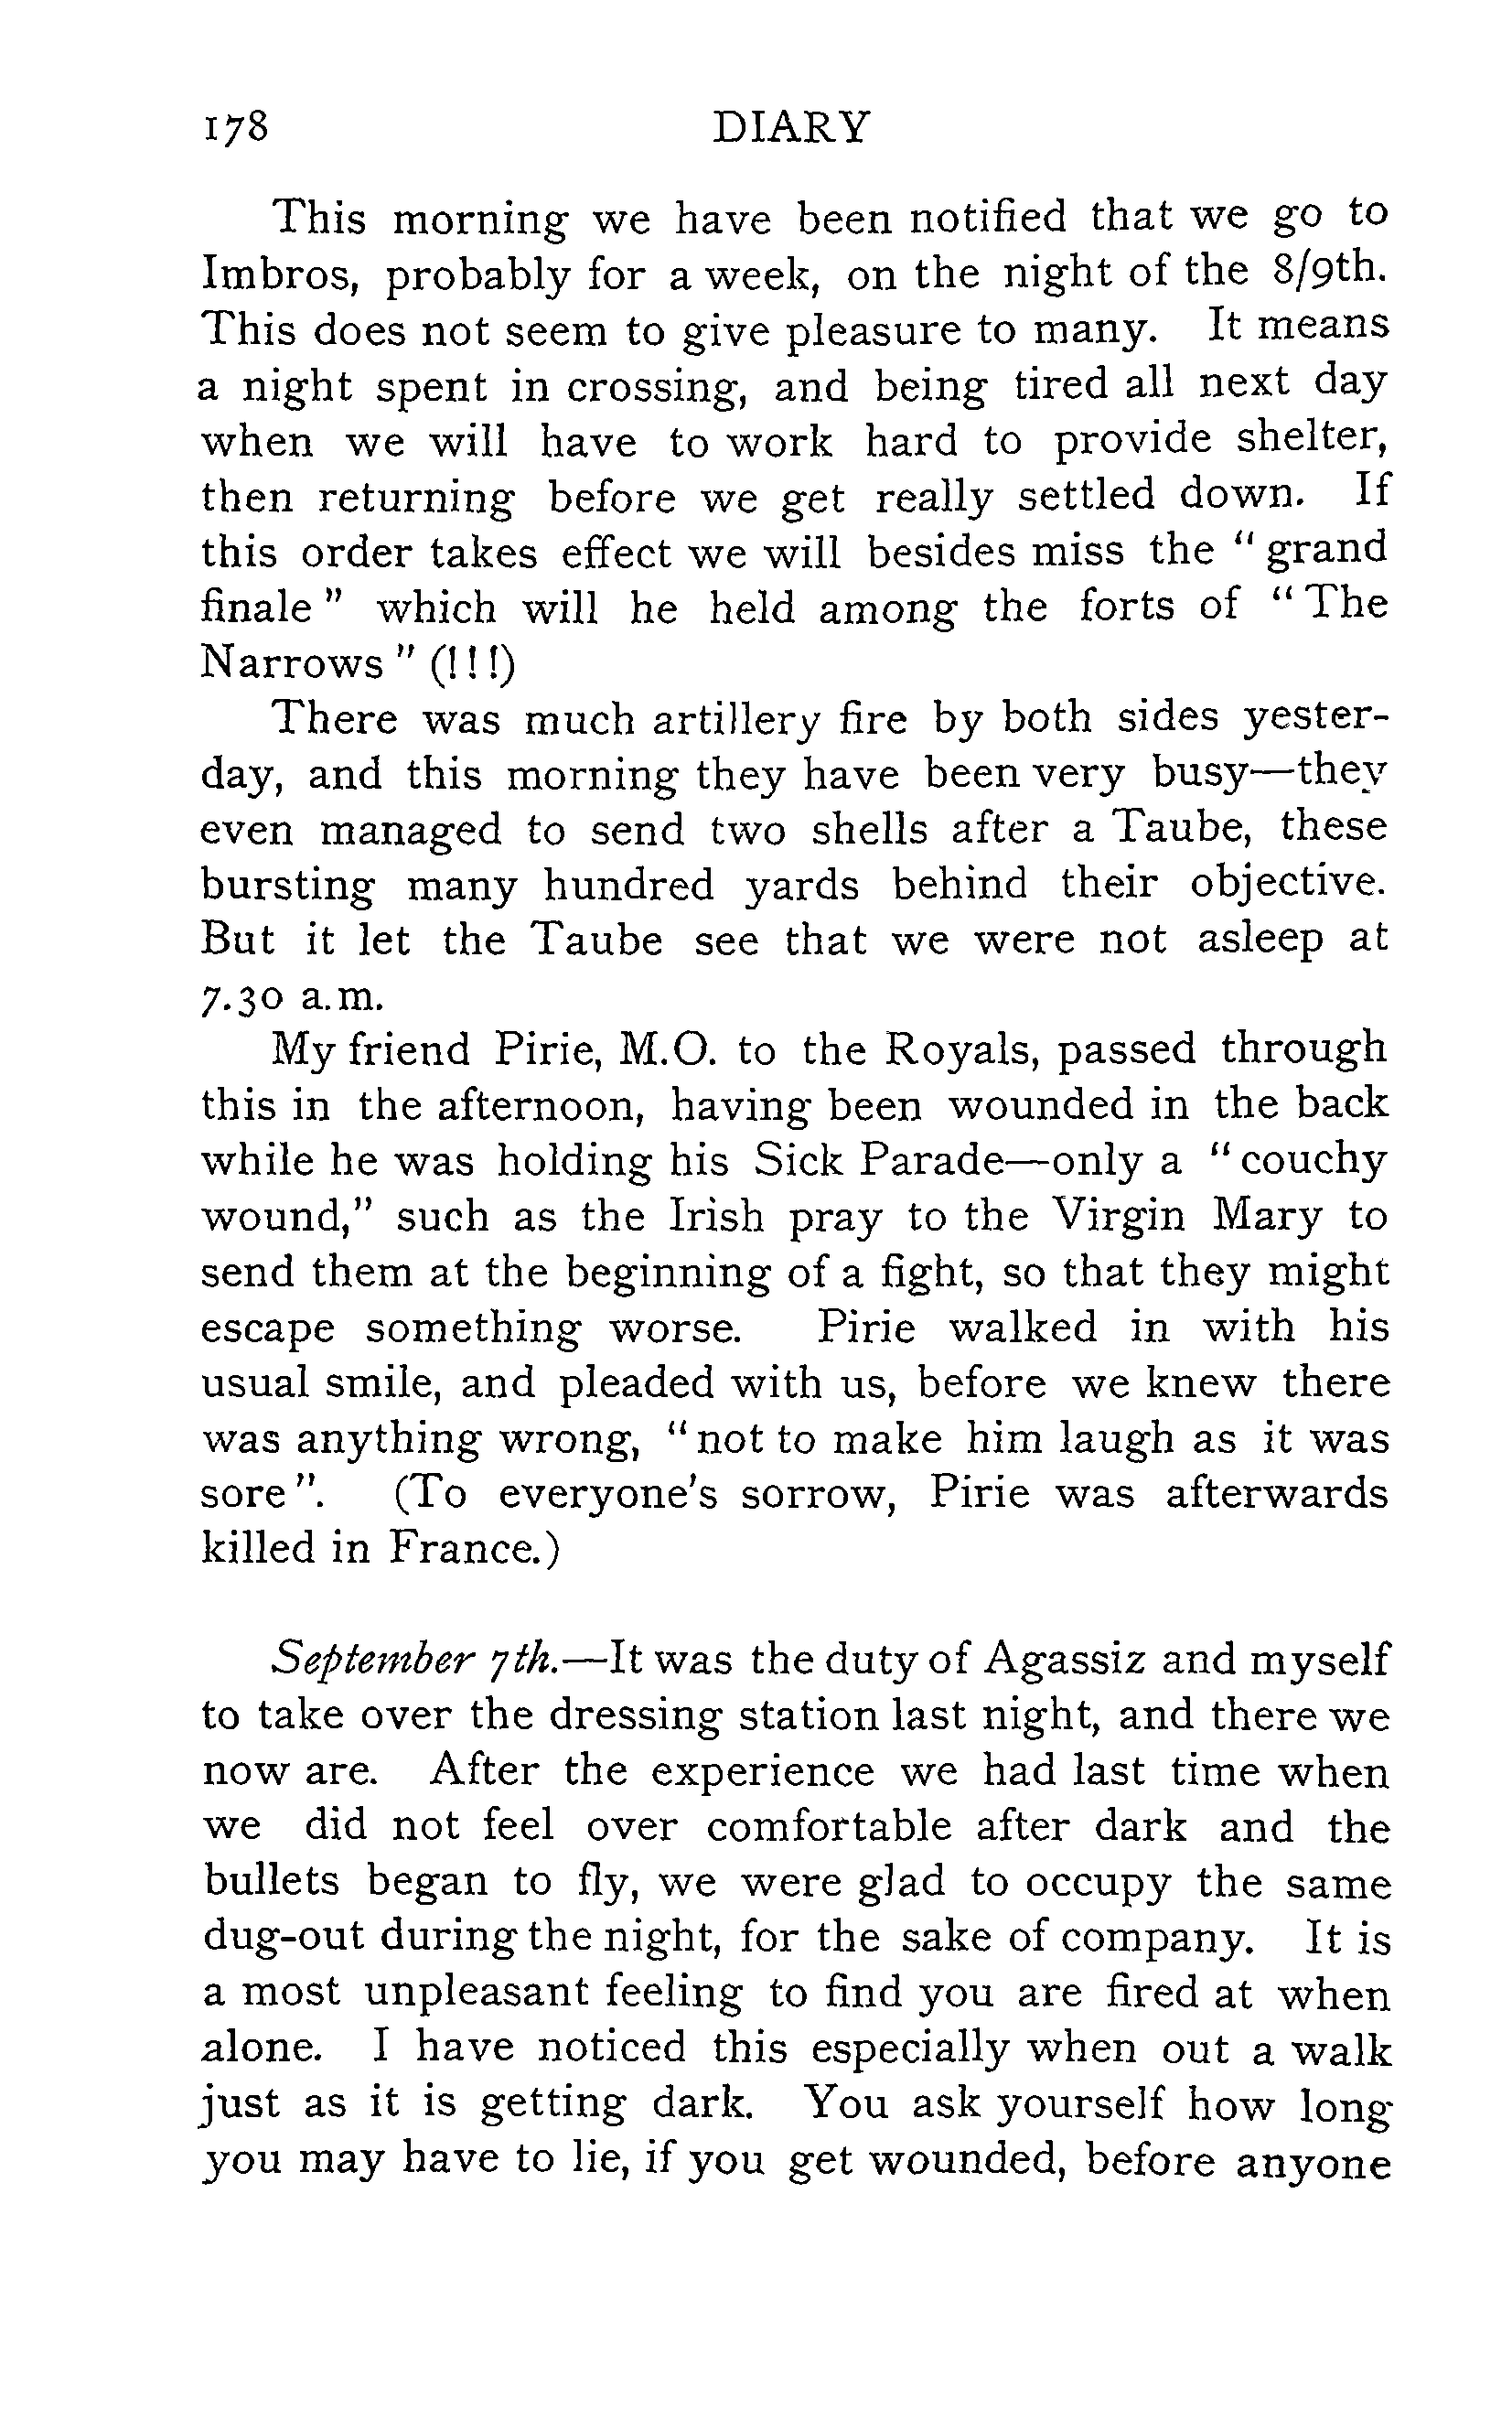 178 DIARY
This morning we have been notified that we go to
Imbros, probably for a week, on the night of the 8/9th.
This does not seem to give pleasure to many. It means
a night spent in crossing, and being tired all next day
when we will have to work hard to provide shelter,
then returning before we get really settled down. If
this order takes effect we will besides miss the "grand
finale" which will he held among the forts of "The
Narrows" (!!!)
There was much artillery fire by both sides yester-
day, and this morning they have been very busy—they
even managed to send two shells after a Taube, these
bursting many hundred yards behind their objective.
But it let the Taube see that we were not asleep at
7.30 a.m.
My friend Pirie, M.O. to the Royals, passed through
this in the afternoon, having been wounded in the back
while he was holding his Sick Parade—only a "couchy
wound," such as the Irish pray to the Virgin Mary to
send them at the beginning of a fight, so that they might
escape something worse. Pirie walked in with his
usual smile, and pleaded with us, before we knew there
was anything wrong, "not to make him laugh as it was
sore". (To everyone's sorrow, Pirie was afterwards
killed in France.)
September 7th.—It was the duty of Agassiz and myself
to take over the dressing station last night, and there we
now are. After the experience we had last time when
we did not feel over comfortable after dark and the
bullets began to fly, we were glad to occupy the same
dug-out during the night, for the sake of company. It is
a most unpleasant feeling to find you are fired at when
alone. I have noticed this especially when out a walk
just as it is getting dark. You ask yourself how long
you may have to lie, if you get wounded, before anyone